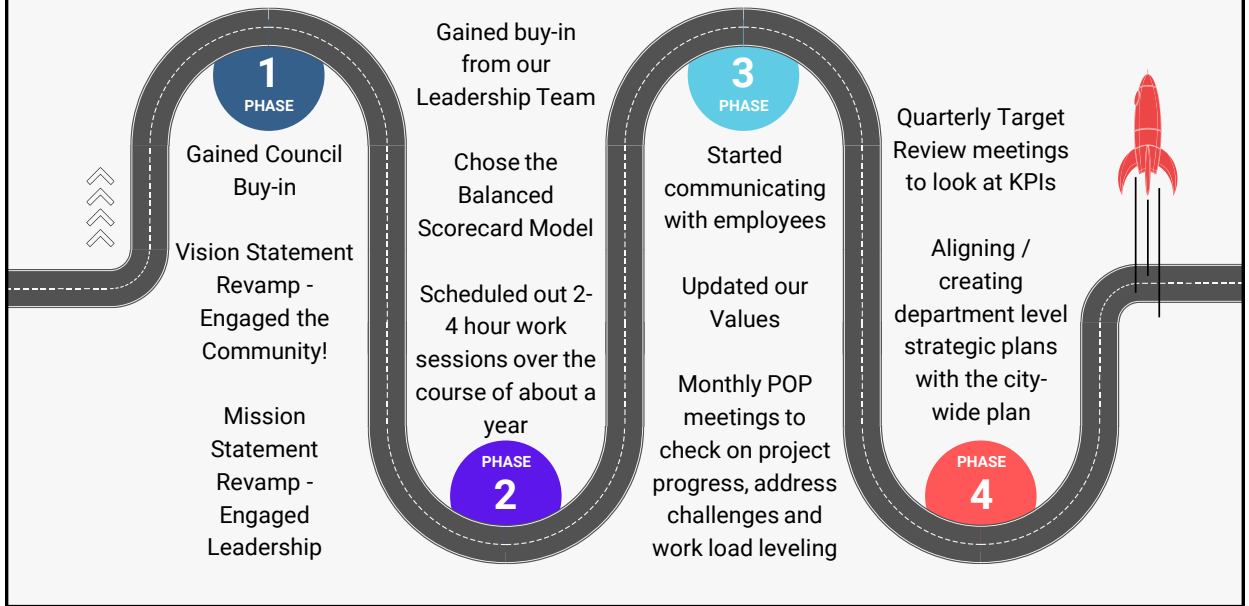 1
PHASE
Gained Council
Buy-in
Vision Statement
Revamp -
Engaged the
Community!
Mission
Statement
Revamp -
Engaged
Leadership
Gained buy-in
from our
Leadership Team
Chose the
Balanced
Scorecard Model
Scheduled out 2-
4 hour work
sessions over the
course of about a
year
PHASE
2
3
PHASE
Started
communicating
with employees
Updated our
Values
Monthly POP
meetings to
check on project
progress, address
challenges and
work load leveling
Quarterly Target
Review meetings
to look at KPIs
Aligning /
creating
department level
strategic plans
with the city-
wide plan
PHASE
4